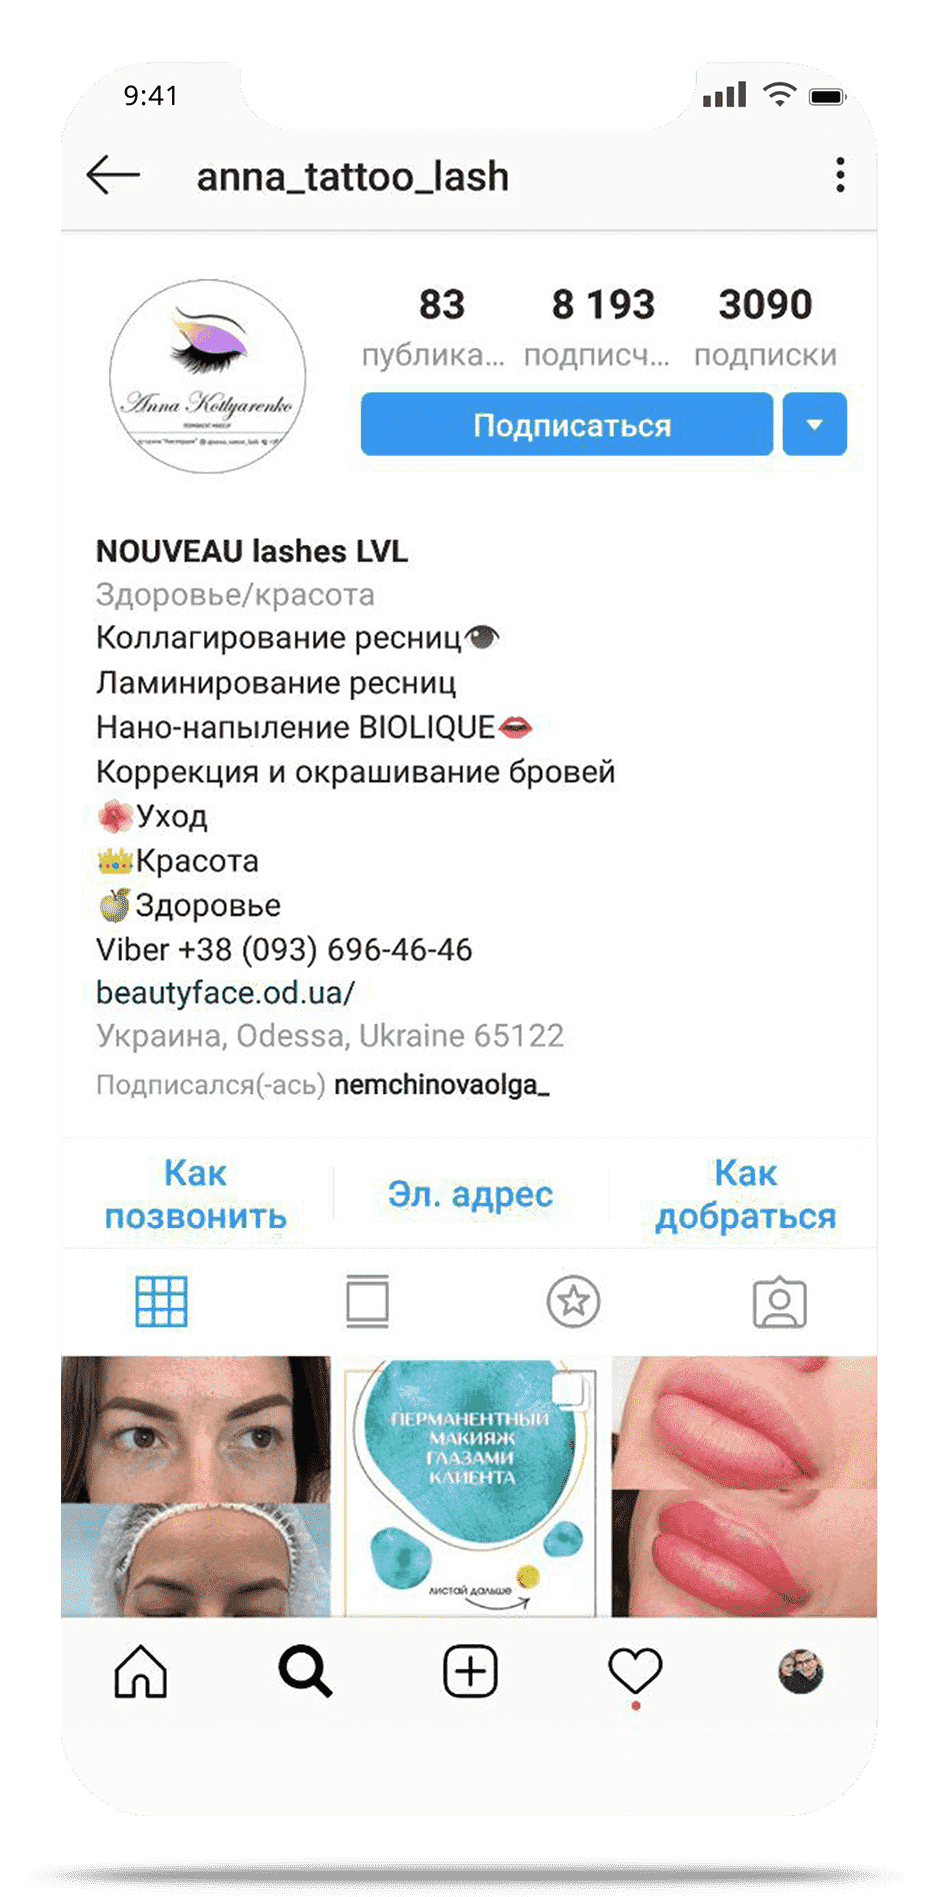 9:41
anna_tattoo_lash
83 8 193 3090
публика... подписч... подписки
Подписаться
Anna Kotlyarenko
PERMANENT MAKEUP
NOUVEAU lashes LVL
Здоровье/красота
Коллагирование ресниц
Ламинирование ресниц
Нано-напыление BIOLIQUE
Коррекция и окрашивание бровей
Уход
Красота
Здоровье
Viber +38 (093) 696-46-46
beautyface.od.ua/
Украина, Odessa, Ukraine 65122
Подписался(-ась) nemchinovaolga_
Как позвонить
Эл. адрес
Как добраться
ПЕРМАНЕНТНЫЙ
МАКИЯЖ
ГЛАЗАМИ
КЛИЕНТА
листай дальше